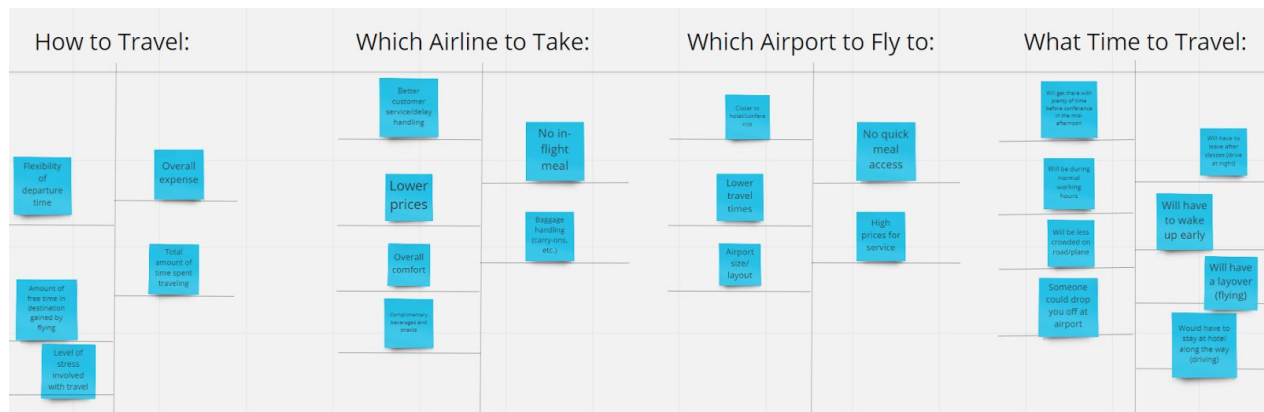 How to Travel:
Flexibility
of
departure
time
Amount of
free time in
destination
gained by
flying
Level of
stress
involved
with travel
Overall
expense
Total
amount of
time spent
traveling
Which Airline to Take:
Better
customer
service/delay
handling
Lower
prices
Overall
comfort
Complimentary
beverages and
snacks
No in-
flight
meal
Baggage
handling
(carry-ons,
etc.)
Which Airport to Fly to:
Closer to
hotel/confere
nce
Lower
travel
times
Airport
size/
layout
No quick
meal
access
High
prices for
service
What Time to Travel:
Will get there with
plenty of time
before conference
in the mid
afternoon
Will be during
normal
working
hours
Will be less
crowded on
road/plane
Someone
could drop
you off at
airport
Will have to
leave after
classes (drive
at night)
Will have
to wake
up early
Will have
a layover
(flying)
Would have to
stay at hotel
along the way
(driving)